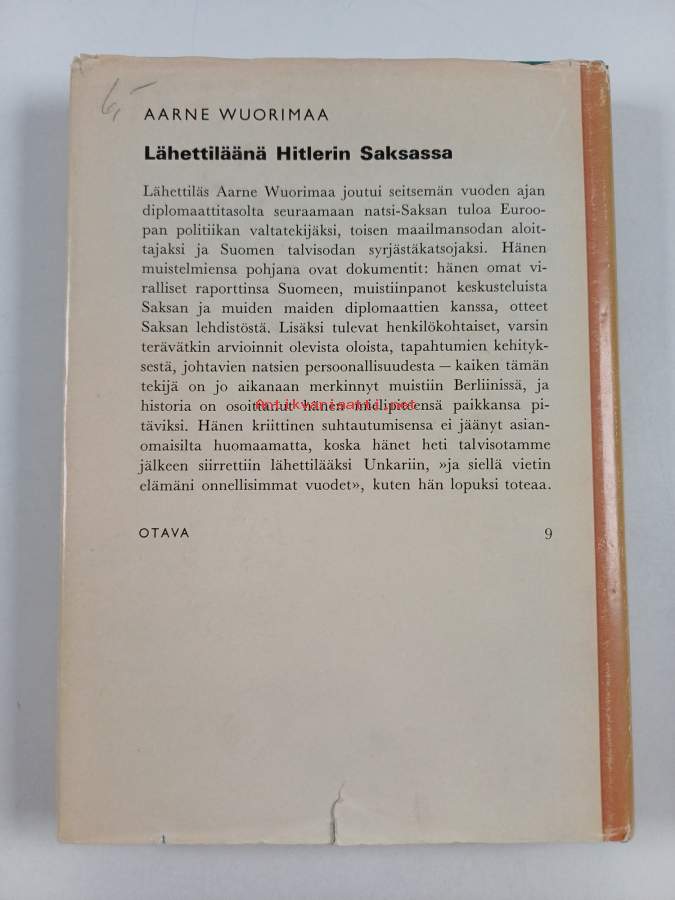 6,-
AARNE WUORIMAA
Lähettiläänä Hitlerin Saksassa
Lähettiläs Aarne Wuorimaa joutui seitsemän vuoden ajan
diplomaattitasolta seuraamaan natsi-Saksan tuloa Euroo-
pan politiikan valtatekijäksi, toisen maailmansodan aloit-
tajaksi ja Suomen talvisodan syrjästäkatsojaksi. Hänen
muistelmiensa pohjana ovat dokumentit: hänen omat vi-
ralliset raporttinsa Suomeen, muistiinpanot keskusteluista
Saksan ja muiden maiden diplomaattien kanssa, otteet
Saksan lehdistöstä. Lisäksi tulevat henkilökohtaiset, varsin
terävätkin arvioinnit olevista oloista, tapahtumien kehityk-
sestä, johtavien natsien persoonallisuudesta — kaiken tämän
tekijä on jo aikanaan merkinnyt muistiin Berliinissä, ja
historia on osoittanut hänen mielipiteensä paikkansa pi-
Antikvariaatti.net
täviksi. Hänen kriittinen suhtautumisensa ei jäänyt asian-
omaisilta huomaamatta, koska hänet heti talvisotamme
jälkeen siirrettiin lähettilääksi Unkariin, »ja siellä vietin
elämäni onnellisimmat vuodet», kuten hän lopuksi toteaa.
OTAVA 9